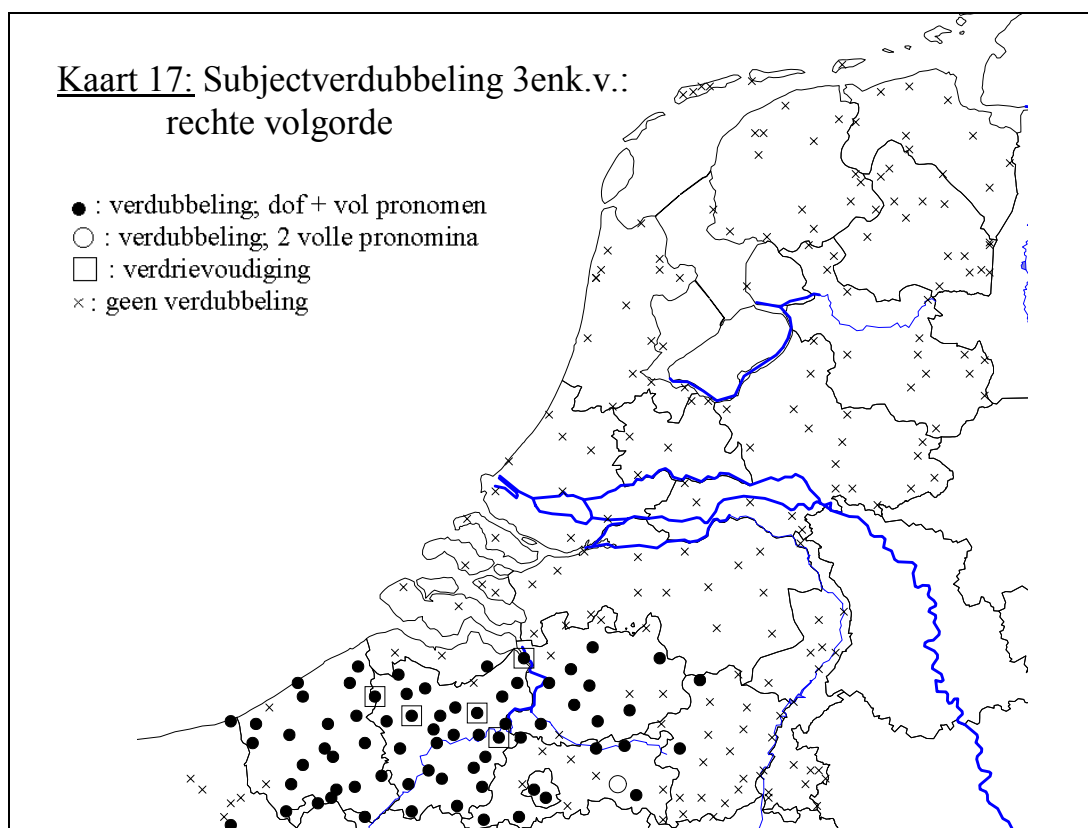 Kaart 17: Subjectverdubbeling 3enk.v.:
rechte volgorde
● : verdubbeling; dof + vol pronomen
○ : verdubbeling; 2 volle pronomina
□ : verdrievoudiging
× : geen verdubbeling